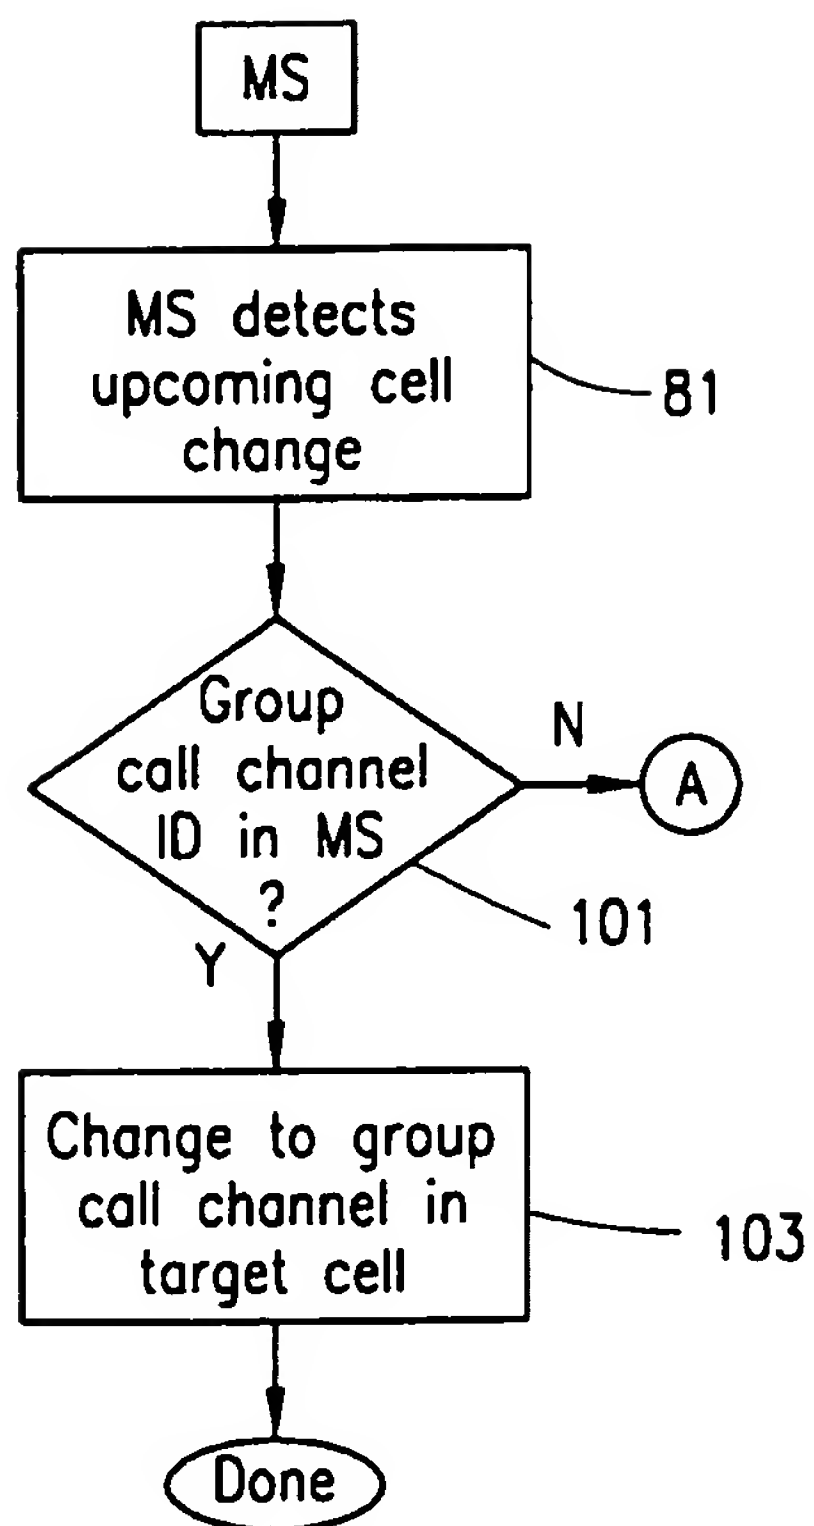 MS
MS detects
upcoming cell
change
81
Group
call channel
ID in MS
?
N
A
101
Y
Change to group
call channel in
target cell
103
Done